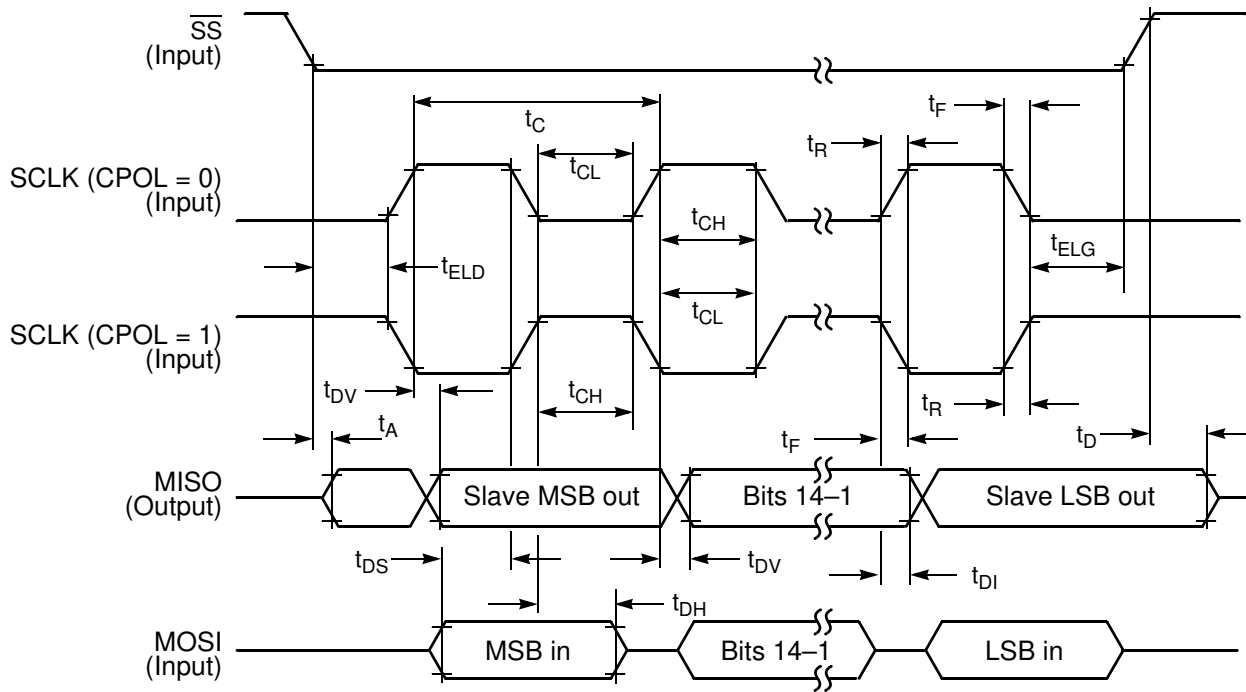 SS
(Input)
tC
tF
tR
tCL
SCLK (CPOL = 0)
(Input)
tCH
tELD
tELG
tCL
SCLK (CPOL = 1)
(Input)
tDV
tCH
tR
tA
tF
tD
MISO
(Output)
Slave MSB out
Bits 14–1
Slave LSB out
tDS
tDV
tDI
tDH
MOSI
(Input)
MSB in
Bits 14–1
LSB in